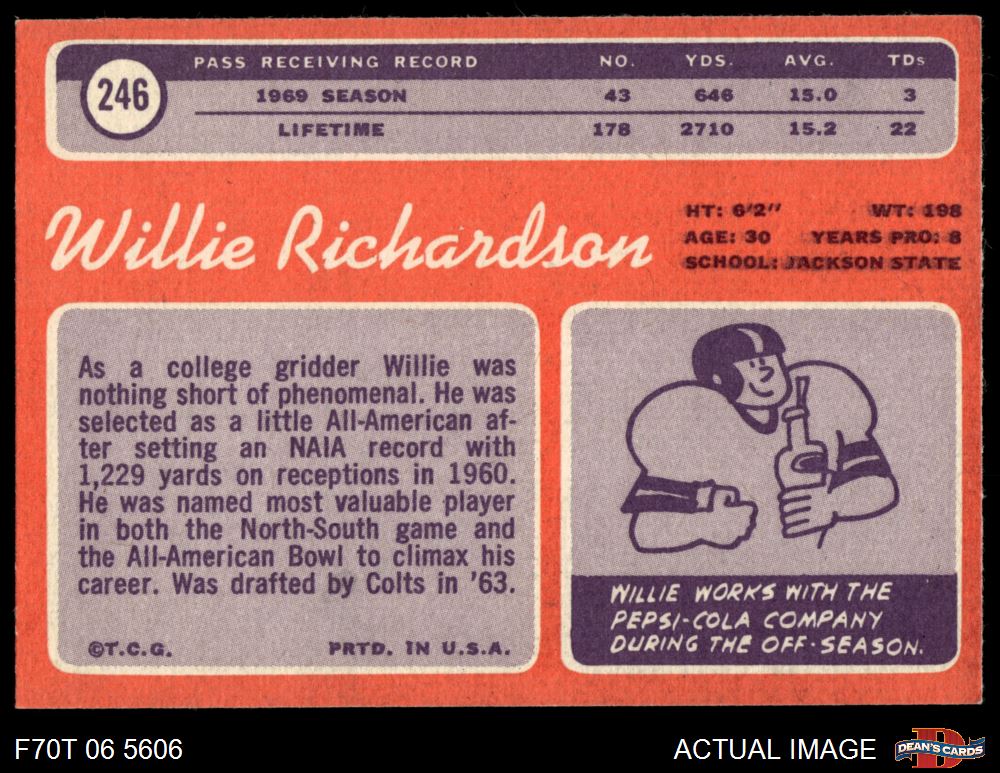 246
PASS RECEIVING RECORD NO. YDS. AVG. TDs
1969 SEASON 43 646 15.0 3
LIFETIME 178 2710 15.2 22
Willie Richardson
HT: 6'2" WT: 198
AGE: 30 YEARS PRO: 8
SCHOOL: JACKSON STATE
As a college gridder Willie was
nothing short of phenomenal. He was
selected as a little All-American af-
ter setting an NAIA record with
1,229 yards on receptions in 1960.
He was named most valuable player
in both the North-South game and
the All-American Bowl to climax his
career. Was drafted by Colts in '63.
©T.C.G. PRTD. IN U.S.A.
WILLIE WORKS WITH THE
PEPSI-COLA COMPANY
DURING THE OFF-SEASON.
F70T 06 5606 ACTUAL IMAGE
D
DEAN'S CARDS